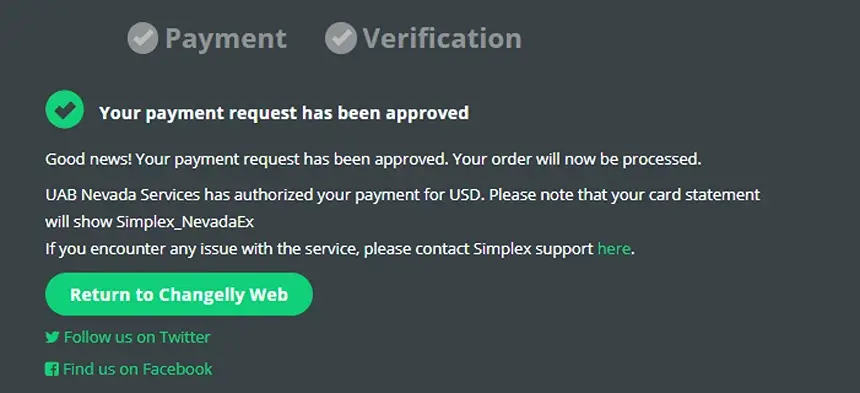 Payment Verification
Your payment request has been approved
Good news! Your payment request has been approved. Your order will now be processed.
UAB Nevada Services has authorized your payment for USD. Please note that your card statement
will show Simplex_NevadaEx
If you encounter any issue with the service, please contact Simplex support here.
Return to Changelly Web
Follow us on Twitter
Find us on Facebook